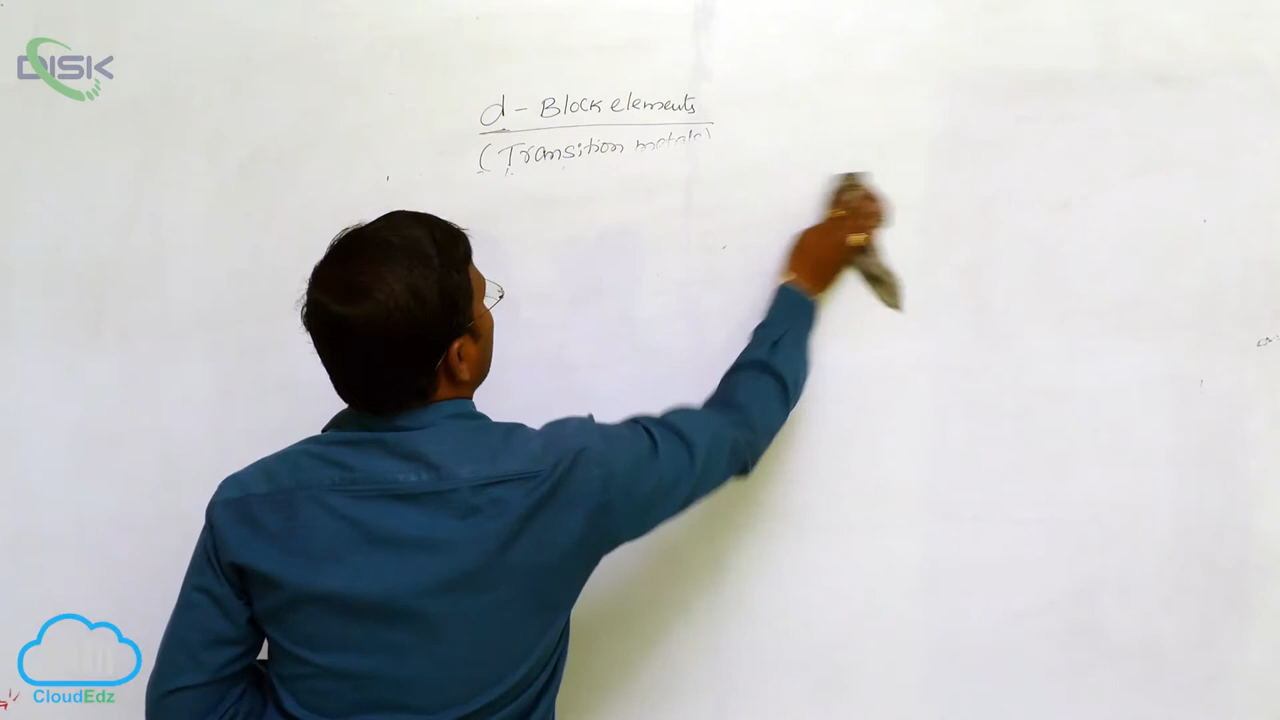 DISK
d - Block elements
(Transition metals)
CloudEdz